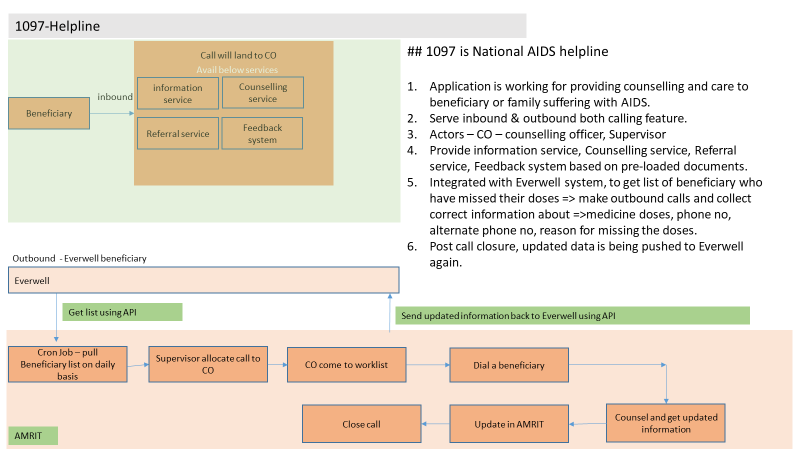 1097-Helpline
Call will land to CO
Avail below services
inbound
Beneficiary
information
service
Counselling
service
Referral service
Feedback
system
## 1097 is National AIDS helpline
1. Application is working for providing counselling and care to
beneficiary or family suffering with AIDS.
2. Serve inbound & outbound both calling feature.
3. Actors – CO – counselling officer, Supervisor
4. Provide information service, Counselling service, Referral
service, Feedback system based on pre-loaded documents.
5. Integrated with Everwell system, to get list of beneficiary who
have missed their doses => make outbound calls and collect
correct information about =>medicine doses, phone no,
alternate phone no, reason for missing the doses.
6. Post call closure, updated data is being pushed to Everwell
again.
Outbound - Everwell beneficiary
Everwell
Get list using API
Send updated information back to Everwell using API
Cron Job – pull
Beneficiary list on daily
basis
Supervisor allocate call to
CO
CO come to worklist
Dial a beneficiary
Counsel and get updated
information
Update in AMRIT
Close call
AMRIT